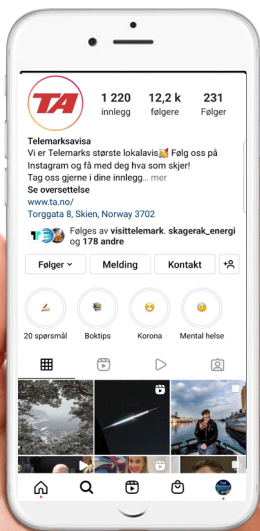 TA
1 220 12,2 k 231
innlegg følgere Følger
Telemarksavisa
Vi er Telemarks største lokalavis🥰 Følg oss på
Instagram og få med deg hva som skjer!
Tag oss gjerne i dine innlegg... mer
Se oversettelse
www.ta.no/
Torggata 8, Skien, Norway 3702
Følges av visittelemark, skagerak_energi
og 178 andre
Følger Melding Kontakt
20 spørsmål Boktips Korona Mental helse